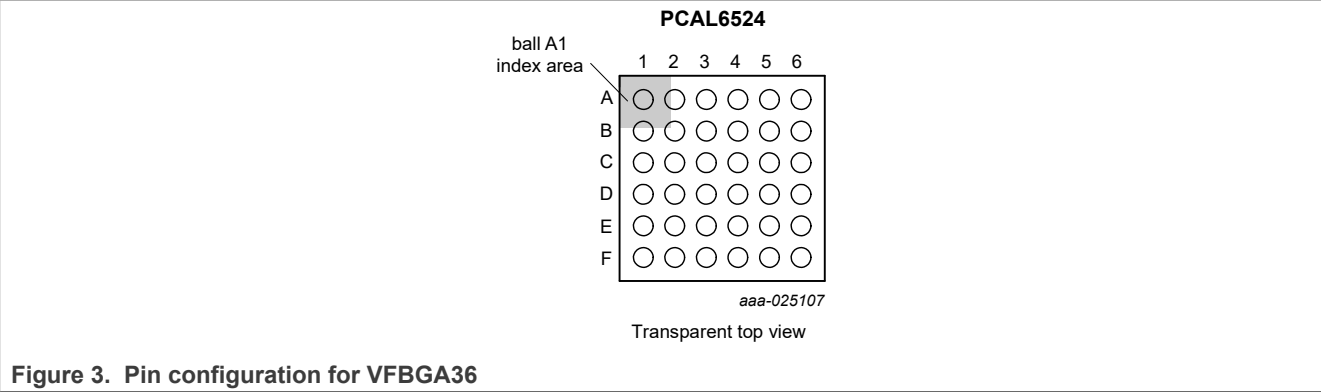 PCAL6524
ball A1
index area
1 2 3 4 5 6
A
B
C
D
E
F
aaa-025107
Transparent top view
Figure 3. Pin configuration for VFBGA36